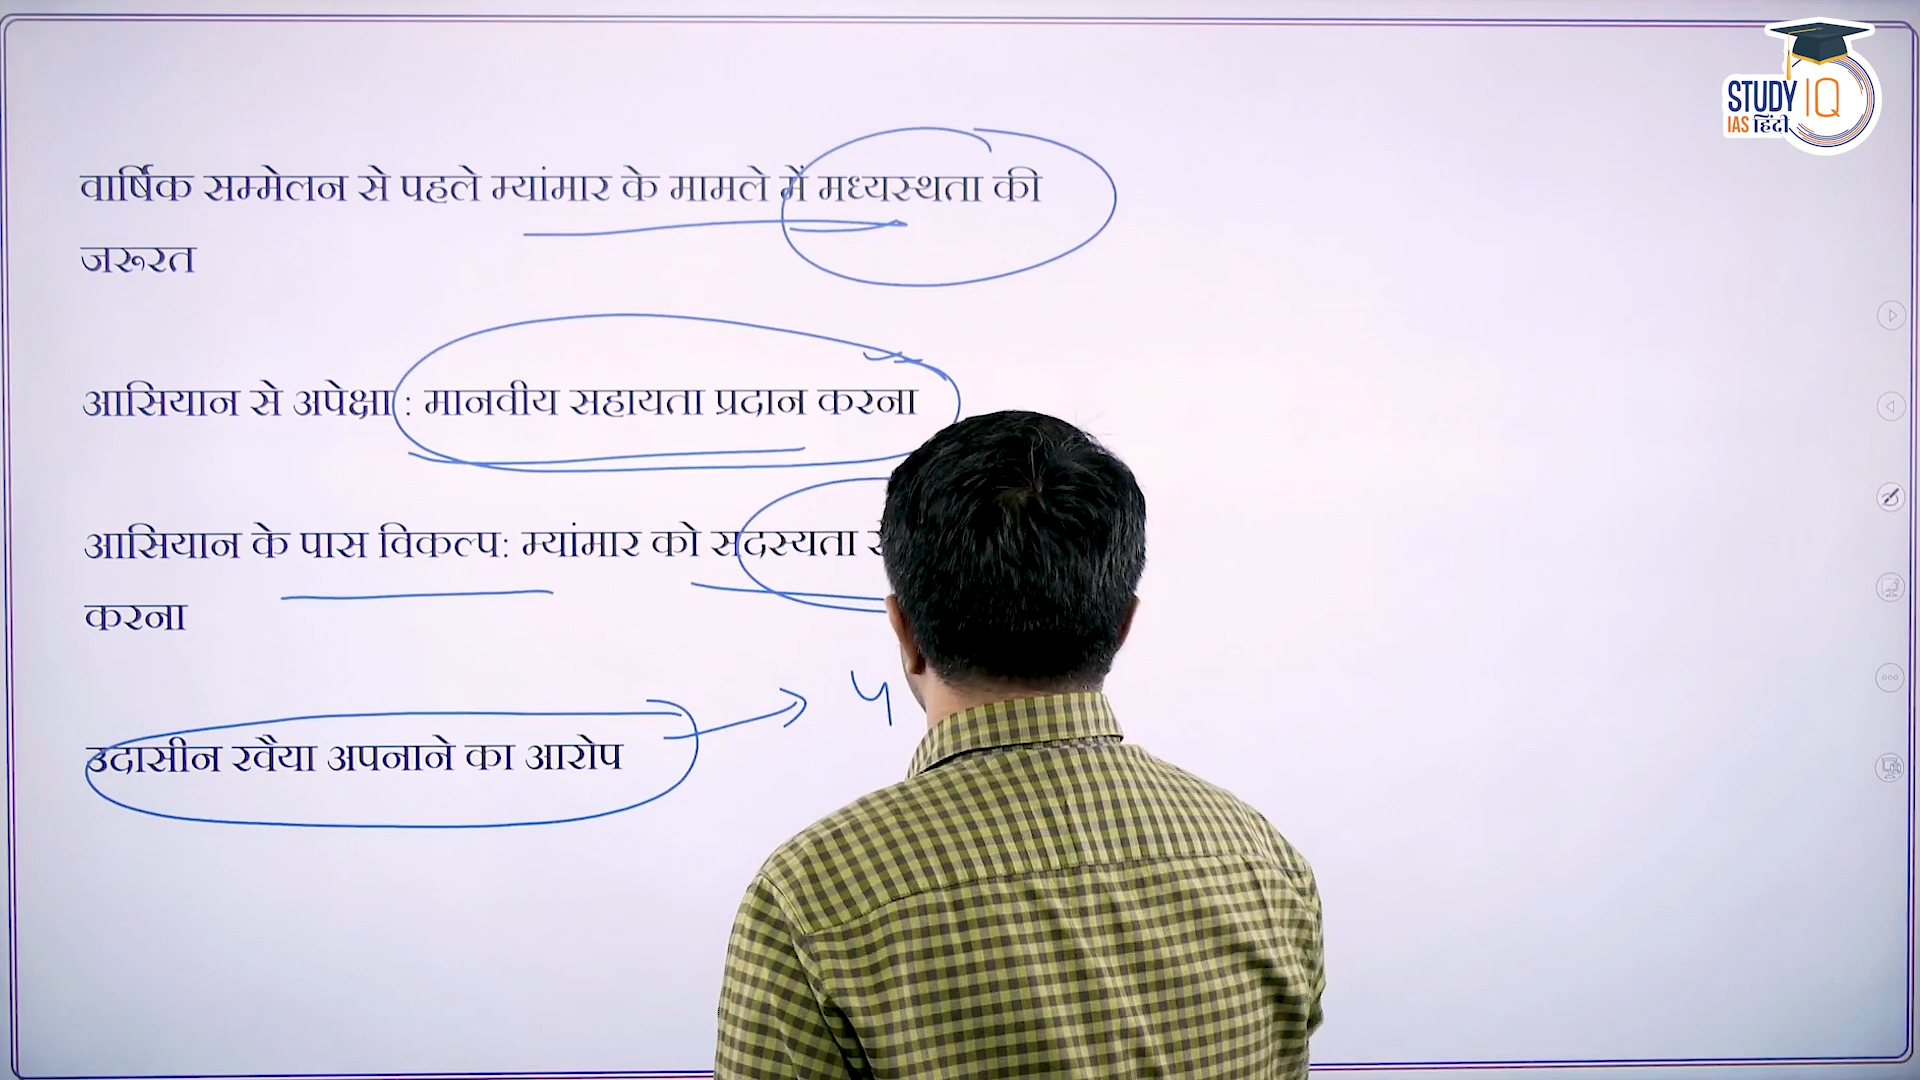 STUDY IQ
IAS हिंदी
वार्षिक सम्मेलन से पहले म्यांमार के मामले में मध्यस्थता की
जरूरत
आसियान से अपेक्षा : मानवीय सहायता प्रदान करना
आसियान के पास विकल्प: म्यांमार को सदस्यता
करना
उदासीन रवैया अपनाने का आरोप